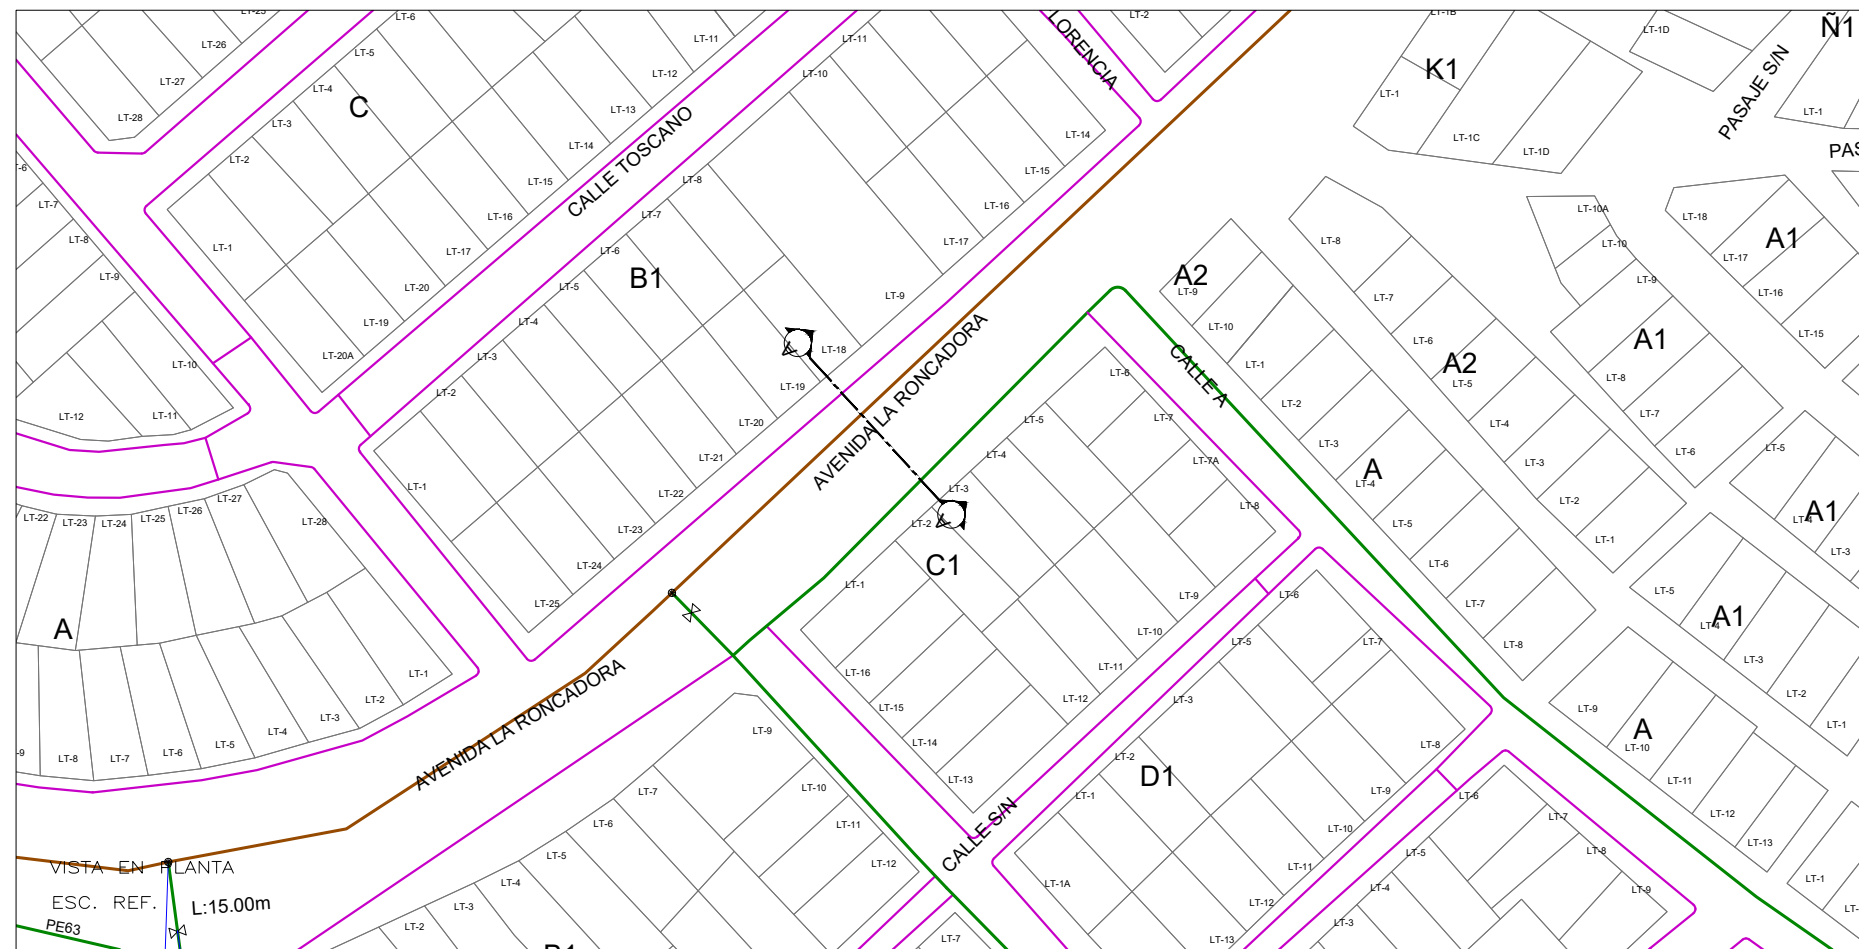 LT-25
LT-26
LT-27
LT-28
LT-6
LT-5
LT-4
LT-3
LT-2
LT-1
C
LT-11
LT-12
LT-13
LT-14
LT-15
LT-16
LT-17
LT-20
LT-19
LT-20A
CALLE TOSCANO
LT-11
LT-10
LT-8
LT-7
LT-6
LT-5
LT-4
LT-3
LT-2
LT-1
B1
LT-14
LT-15
LT-16
LT-17
LT-9
LT-18
LT-19
LT-20
LT-21
LT-22
LT-23
LT-24
LT-25
LORENCIA
LT-2
AVENIDA LA RONCADORA
LT-1B
K1
LT-1
LT-1C
LT-1D
LT-1D
PASAJE S/N
Ñ1
LT-1
PAS
LT-10A
LT-10
LT-9
A1
LT-8
LT-7
LT-6
LT-18
A1
LT-17
LT-16
LT-15
LT-8
LT-7
LT-6
A2
LT-5
LT-4
LT-3
LT-2
LT-1
A2
LT-9
LT-10
LT-1
LT-2
LT-3
A
LT-4
LT-5
LT-6
LT-7
LT-8
CALLE A
LT-5
A1
LT-4
LT-3
LT-5
A1
LT-4
LT-3
LT-2
LT-1
LT-9
A
LT-10
LT-11
LT-12
LT-13
LT-1
LT-
-6
LT-7
LT-8
LT-9
LT-10
LT-11
LT-12
LT-22
LT-23
LT-24
LT-25
LT-26
LT-27
LT-28
A
LT-1
LT-2
LT-3
LT-4
LT-5
LT-6
LT-7
LT-8
-9
AVENIDA LA RONCADORA
LT-6
LT-5
LT-7
LT-4
LT-7A
LT-3
LT-8
LT-2
C1
LT-1
LT-9
LT-10
LT-11
LT-12
LT-16
LT-15
LT-14
LT-13
CALLE S/N
LT-6
LT-5
LT-7
LT-3
LT-8
LT-2
D1
LT-1
LT-9
LT-10
LT-11
LT-1A
LT-12
LT-13
LT-6
LT-7
LT-5
LT-8
LT-4
LT-9
LT-3
LT-9
LT-10
LT-7
LT-11
LT-6
LT-12
LT-5
LT-4
LT-3
LT-2
LT-7
VISTA EN PLANTA
ESC. REF.
L:15.00m
PE63